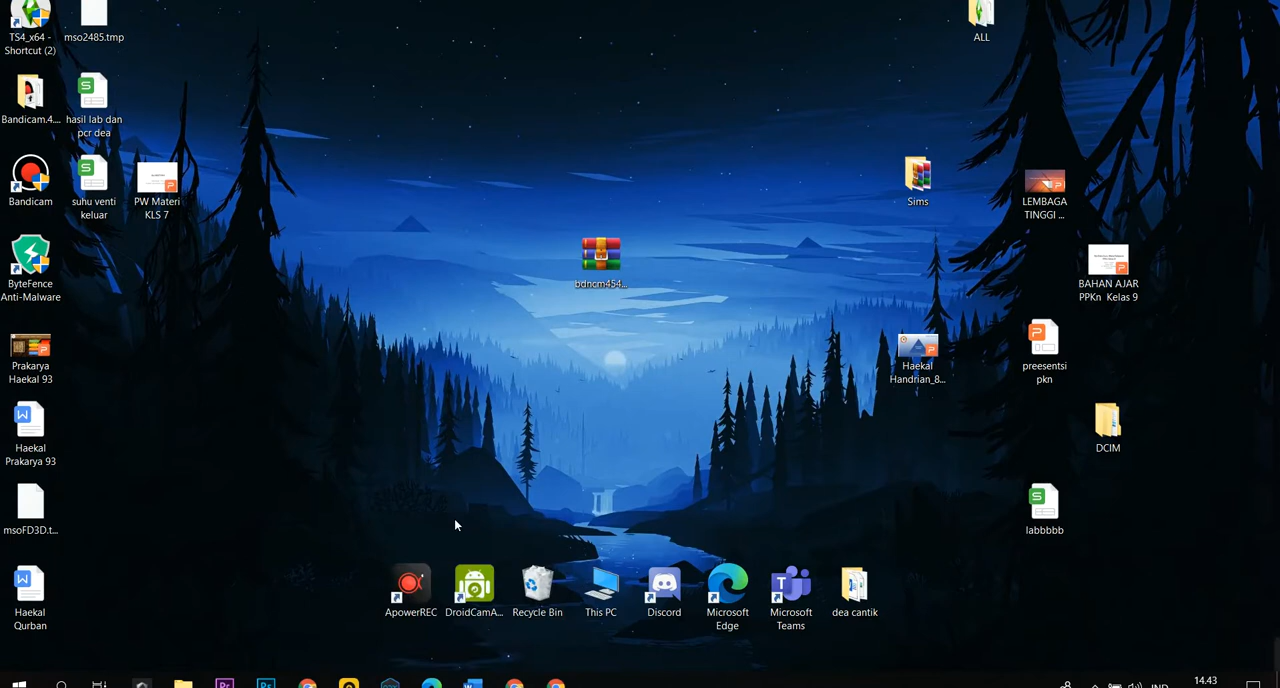 TS4_x64 -
Shortcut (2)
mso2485.tmp
ALL
Bandicam.4....
hasil lab dan
pcr dea
Bandicam
suhu venti
keluar
PW Materi
KLS 7
Sims
LEMBAGA
TINGGI ...
ByteFence
Anti-Malware
bdncm454...
BAHAN AJAR
PPKn Kelas 9
Prakarya
Haekal 93
Haekal
Handrian_8...
preesentsi
pkn
Haekal
Prakarya 93
DCIM
msoFD3D.t...
labbbbb
Haekal
Qurban
ApowerREC
DroidCamA...
Recycle Bin
This PC
Discord
Microsoft
Edge
Microsoft
Teams
dea cantik
Pr
Ps
IND
14.43